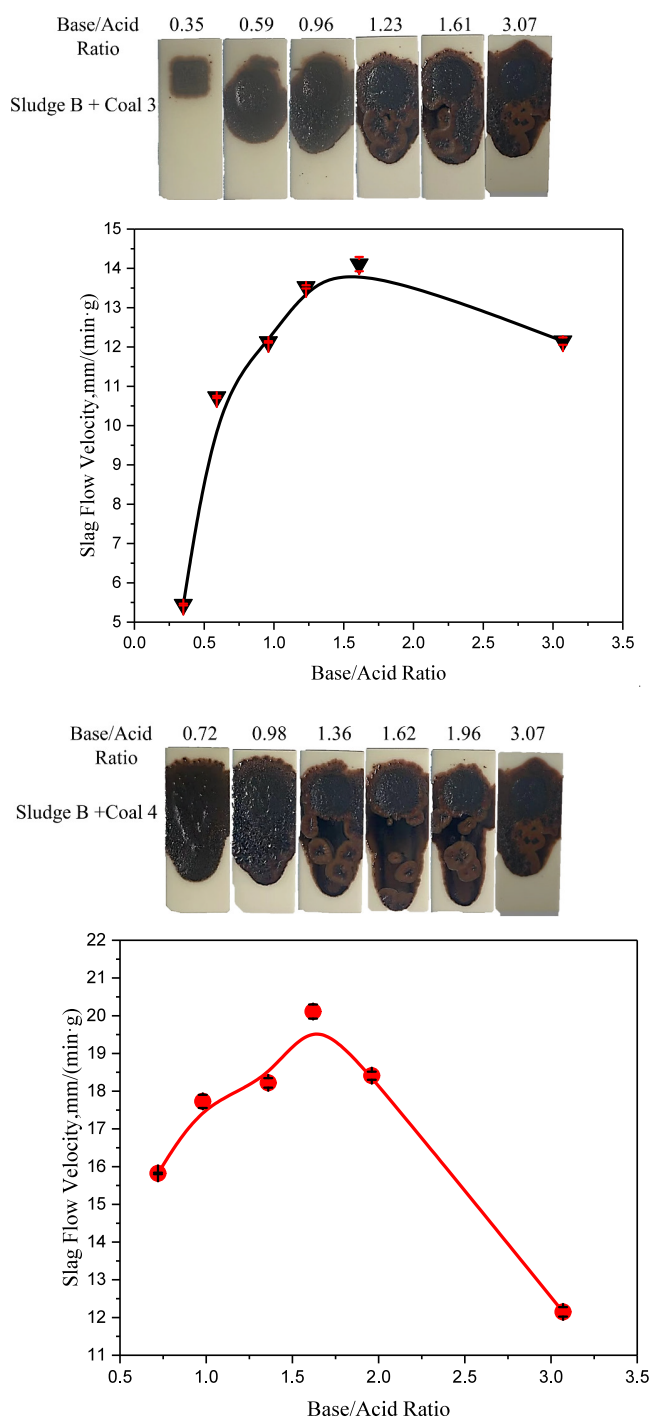 Base/Acid Ratio 0.35 0.59 0.96 1.23 1.61 3.07
Sludge B + Coal 3
15
14
13
12
11
10
9
8
7
6
5
Slag Flow Velocity,mm/(min·g)
0.0 0.5 1.0 1.5 2.0 2.5 3.0 3.5
Base/Acid Ratio
Base/Acid Ratio 0.72 0.98 1.36 1.62 1.96 3.07
Sludge B +Coal 4
22
21
20
19
18
17
16
15
14
13
12
11
Slag Flow Velocity,mm/(min·g)
0.5 1.0 1.5 2.0 2.5 3.0 3.5
Base/Acid Ratio